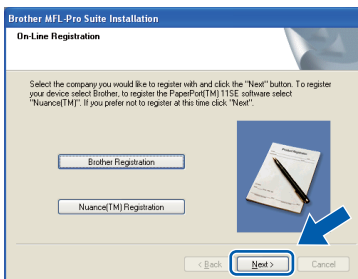 Brother MFL-Pro Suite Installation
On-Line Registration
Select the company you would like to register with and click the "Next" button. To register
your device select Brother, to register the PaperPort(TM) 11SE software select
"Nuance(TM)". If you prefer not to register at this time click "Next".
Brother Registration
Nuance(TM) Registration
Product Registration
< Back
Next >
Cancel